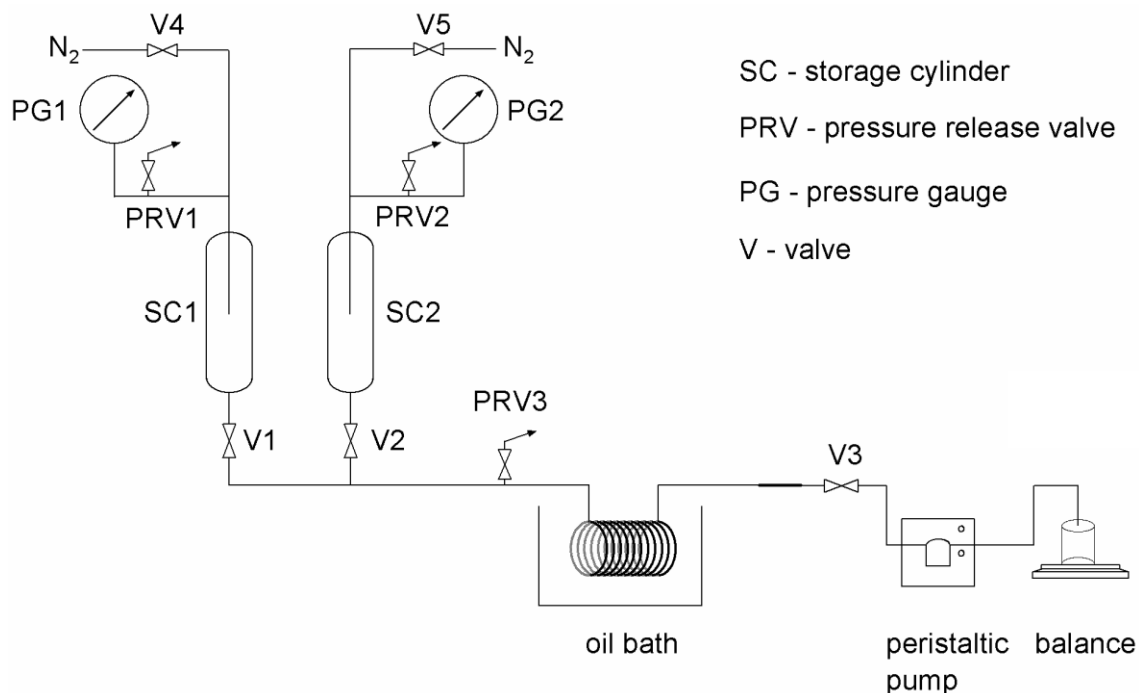 V4
V5
N2
N2
PG1
PG2
PRV1
PRV2
SC1
SC2
V1
V2
PRV3
V3
oil bath
peristaltic
pump
balance
SC - storage cylinder
PRV - pressure release valve
PG - pressure gauge
V - valve